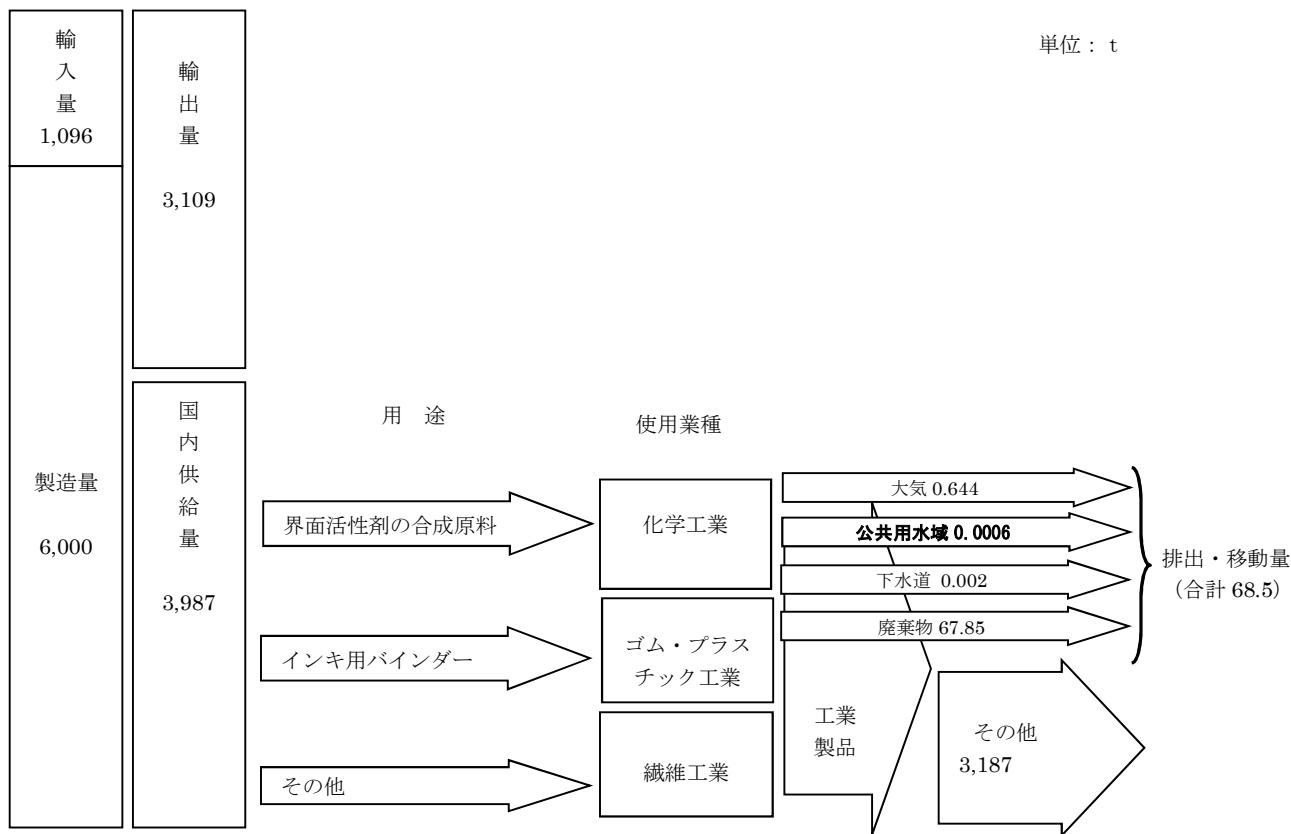 輸入量
1,096
製造量
6,000
輸出量
3,109
国内供給量
3,987
単位： t
用　途
使用業種
界面活性剤の合成原料
インキ用バインダー
その他
化学工業
ゴム・プラス
チック工業
繊維工業
大気 0.644
公共用水域 0.0006
下水道 0.002
廃棄物 67.85
工業
製品
その他
3,187
排出・移動量
（合計 68.5）